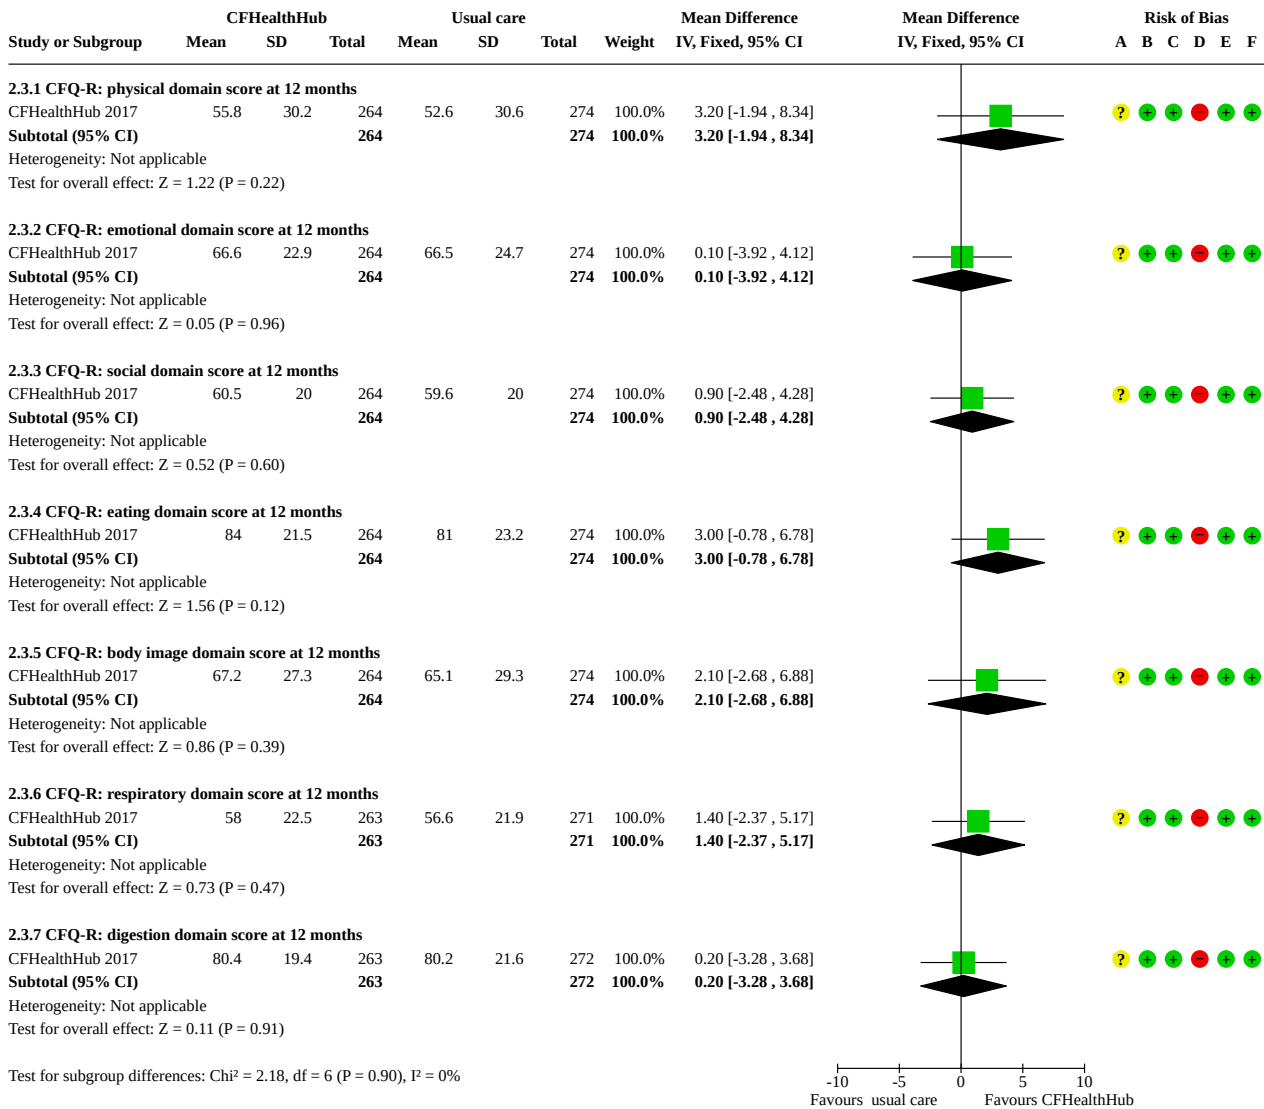 CFHealthHub Usual care Mean Difference Mean Difference Risk of Bias
Study or Subgroup Mean SD Total Mean SD Total Weight IV, Fixed, 95% CI IV, Fixed, 95% CI A B C D E F
2.3.1 CFQ-R: physical domain score at 12 months
CFHealthHub 2017 55.8 30.2 264 52.6 30.6 274 100.0% 3.20 [-1.94 , 8.34] ? + + − + +
Subtotal (95% CI) 264 274 100.0% 3.20 [-1.94 , 8.34]
Heterogeneity: Not applicable
Test for overall effect: Z = 1.22 (P = 0.22)
2.3.2 CFQ-R: emotional domain score at 12 months
CFHealthHub 2017 66.6 22.9 264 66.5 24.7 274 100.0% 0.10 [-3.92 , 4.12] ? + + − + +
Subtotal (95% CI) 264 274 100.0% 0.10 [-3.92 , 4.12]
Heterogeneity: Not applicable
Test for overall effect: Z = 0.05 (P = 0.96)
2.3.3 CFQ-R: social domain score at 12 months
CFHealthHub 2017 60.5 20 264 59.6 20 274 100.0% 0.90 [-2.48 , 4.28] ? + + − + +
Subtotal (95% CI) 264 274 100.0% 0.90 [-2.48 , 4.28]
Heterogeneity: Not applicable
Test for overall effect: Z = 0.52 (P = 0.60)
2.3.4 CFQ-R: eating domain score at 12 months
CFHealthHub 2017 84 21.5 264 81 23.2 274 100.0% 3.00 [-0.78 , 6.78] ? + + − + +
Subtotal (95% CI) 264 274 100.0% 3.00 [-0.78 , 6.78]
Heterogeneity: Not applicable
Test for overall effect: Z = 1.56 (P = 0.12)
2.3.5 CFQ-R: body image domain score at 12 months
CFHealthHub 2017 67.2 27.3 264 65.1 29.3 274 100.0% 2.10 [-2.68 , 6.88] ? + + − + +
Subtotal (95% CI) 264 274 100.0% 2.10 [-2.68 , 6.88]
Heterogeneity: Not applicable
Test for overall effect: Z = 0.86 (P = 0.39)
2.3.6 CFQ-R: respiratory domain score at 12 months
CFHealthHub 2017 58 22.5 263 56.6 21.9 271 100.0% 1.40 [-2.37 , 5.17] ? + + − + +
Subtotal (95% CI) 263 271 100.0% 1.40 [-2.37 , 5.17]
Heterogeneity: Not applicable
Test for overall effect: Z = 0.73 (P = 0.47)
2.3.7 CFQ-R: digestion domain score at 12 months
CFHealthHub 2017 80.4 19.4 263 80.2 21.6 272 100.0% 0.20 [-3.28 , 3.68] ? + + − + +
Subtotal (95% CI) 263 272 100.0% 0.20 [-3.28 , 3.68]
Heterogeneity: Not applicable
Test for overall effect: Z = 0.11 (P = 0.91)
Test for subgroup differences: Chi² = 2.18, df = 6 (P = 0.90), I² = 0%
-10 -5 0 5 10
Favours usual care Favours CFHealthHub